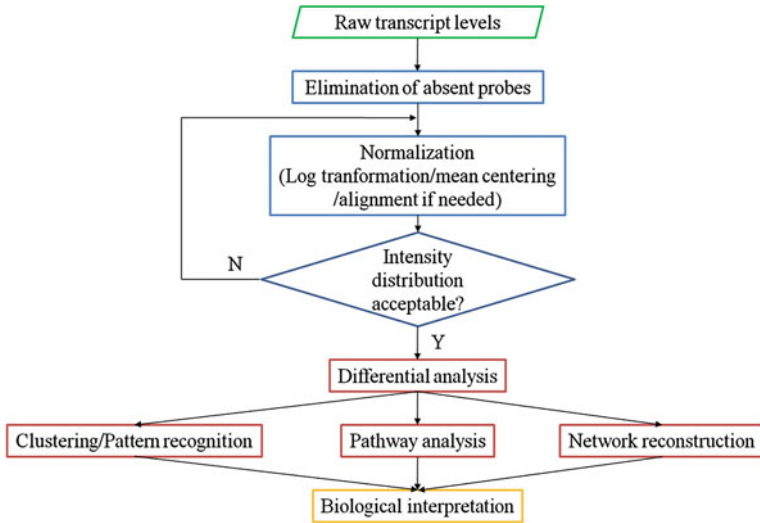 Raw transcript levels
Elimination of absent probes
Normalization
(Log tranformation/mean centering
/alignment if needed)
Intensity
distribution
acceptable?
N
Y
Differential analysis
Clustering/Pattern recognition
Pathway analysis
Network reconstruction
Biological interpretation